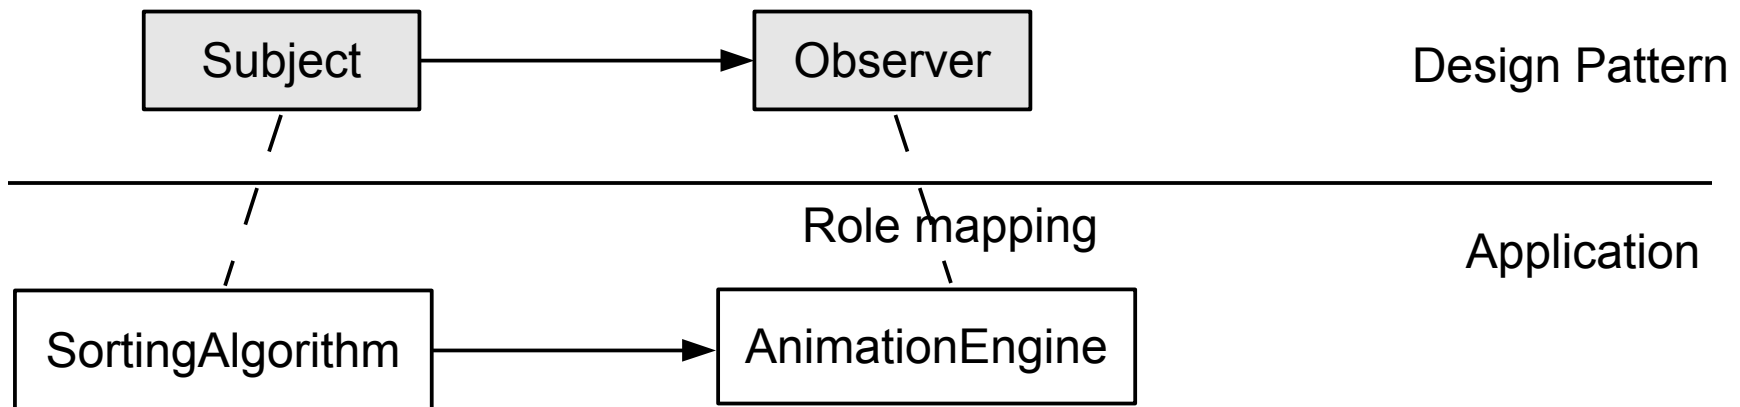 Subject
Observer
Design Pattern
Role mapping
Application
SortingAlgorithm
AnimationEngine